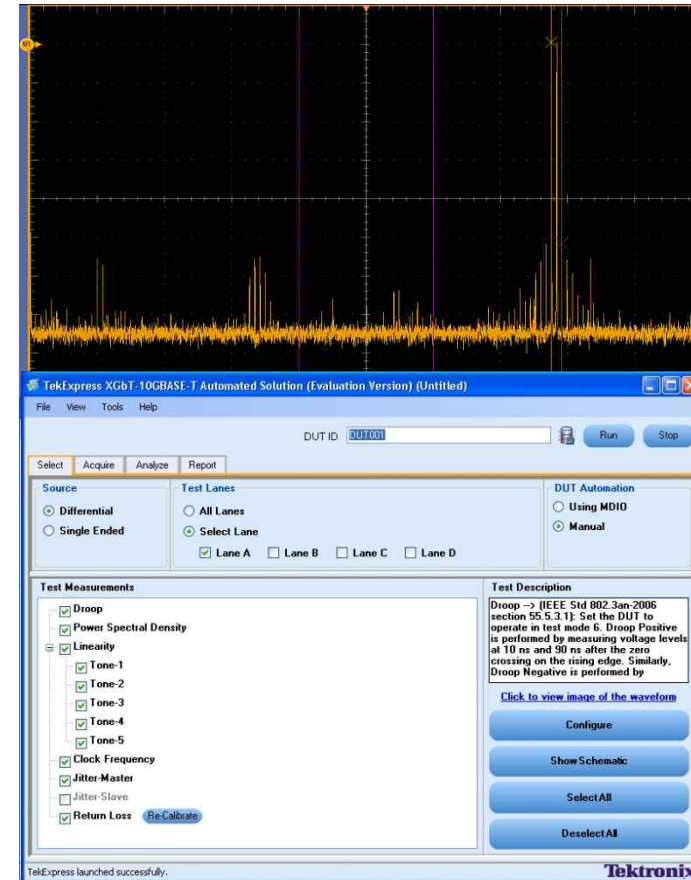 M1
TekExpress XGbT-10GBASE-T Automated Solution (Evaluation Version) (Untitled)
File View Tools Help
DUT ID DUT001 Run Stop
Select Acquire Analyze Report
Source Test Lanes DUT Automation
Differential All Lanes Using MDIO
Single Ended Select Lane Manual
Lane A Lane B Lane C Lane D
Test Measurements
Droop
Power Spectral Density
Linearity
Tone-1
Tone-2
Tone-3
Tone-4
Tone-5
Clock Frequency
Jitter-Master
Jitter-Slave
Return Loss Re-Calibrate
Test Description
Droop --> (IEEE Std 802.3an-2006
section 55.5.3.1): Set the DUT to
operate in test mode 6. Droop Positive
is performed by measuring voltage levels
at 10 ns and 90 ns after the zero
crossing on the rising edge. Similarly,
Droop Negative is performed by
Click to view image of the waveform
Configure
Show Schematic
Select All
Deselect All
TekExpress launched successfully.
Tektronix